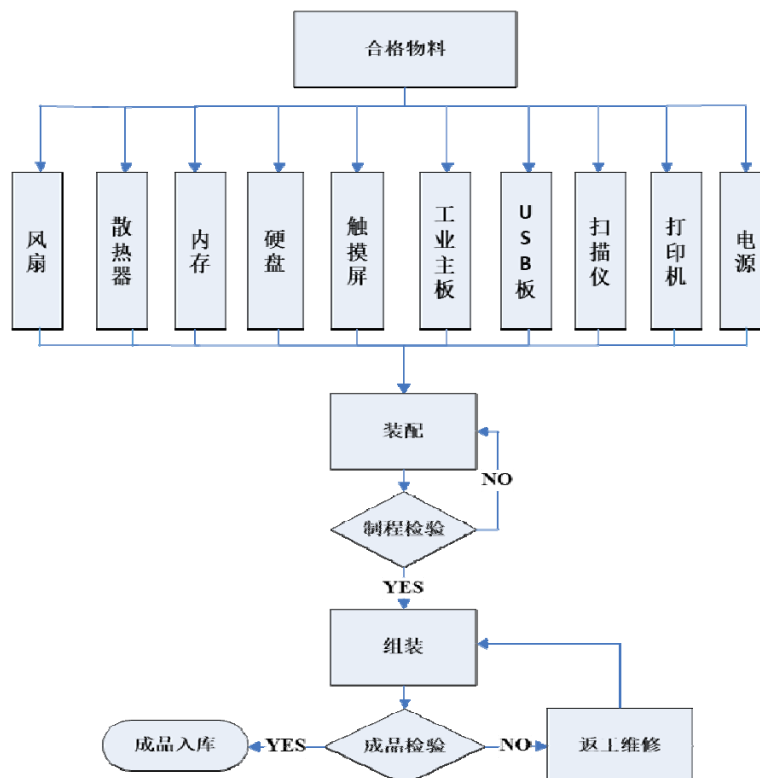 合格物料
风扇
散热器
内存
硬盘
触摸屏
工业主板
USB板
扫描仪
打印机
电源
装配
NO
制程检验
YES
组装
成品入库
YES
成品检验
NO
返工维修